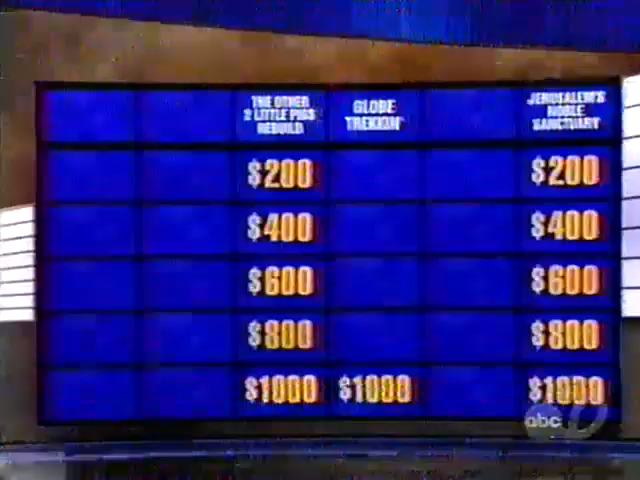 THE OTHER
2 LITTLE PIGS
REBUILD
GLOBE
TREKKIN'
JERUSALEM'S
NOBLE
SANCTUARY
$200
$200
$400
$400
$600
$600
$800
$800
$1000
$1000
$1000
abc 7